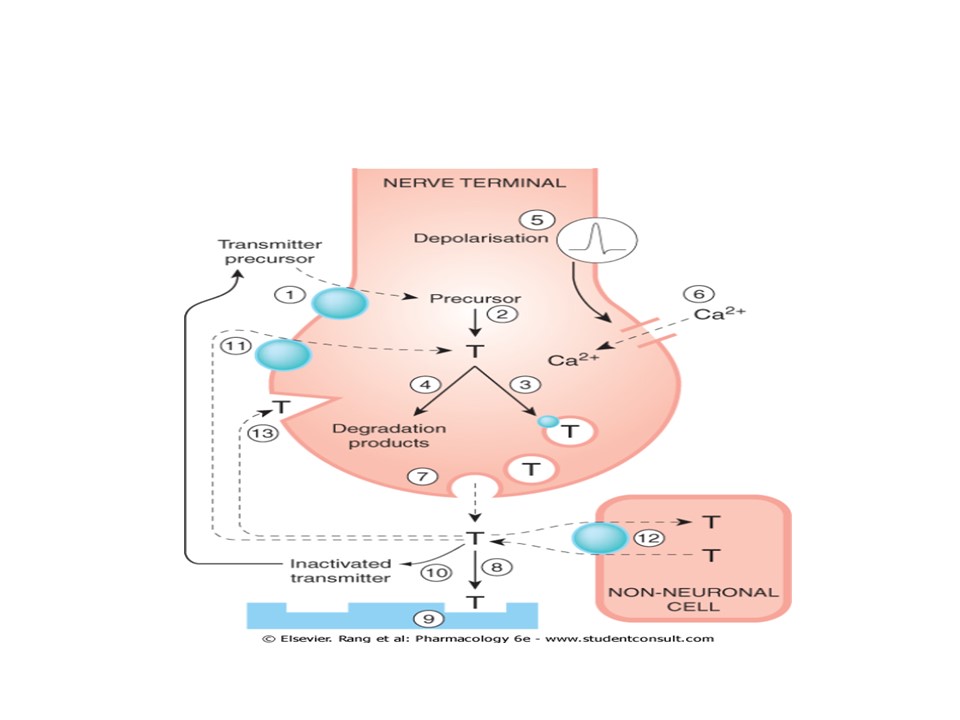 NERVE TERMINAL
5
Depolarisation
Transmitter
precursor
1
Precursor
2
6
Ca2+
Ca2+
11
T
4
3
T
13
Degradation
products
T
T
7
T
12
T
T
Inactivated
transmitter
10
8
T
NON-NEURONAL
CELL
9
© Elsevier. Rang et al: Pharmacology 6e - www.studentconsult.com